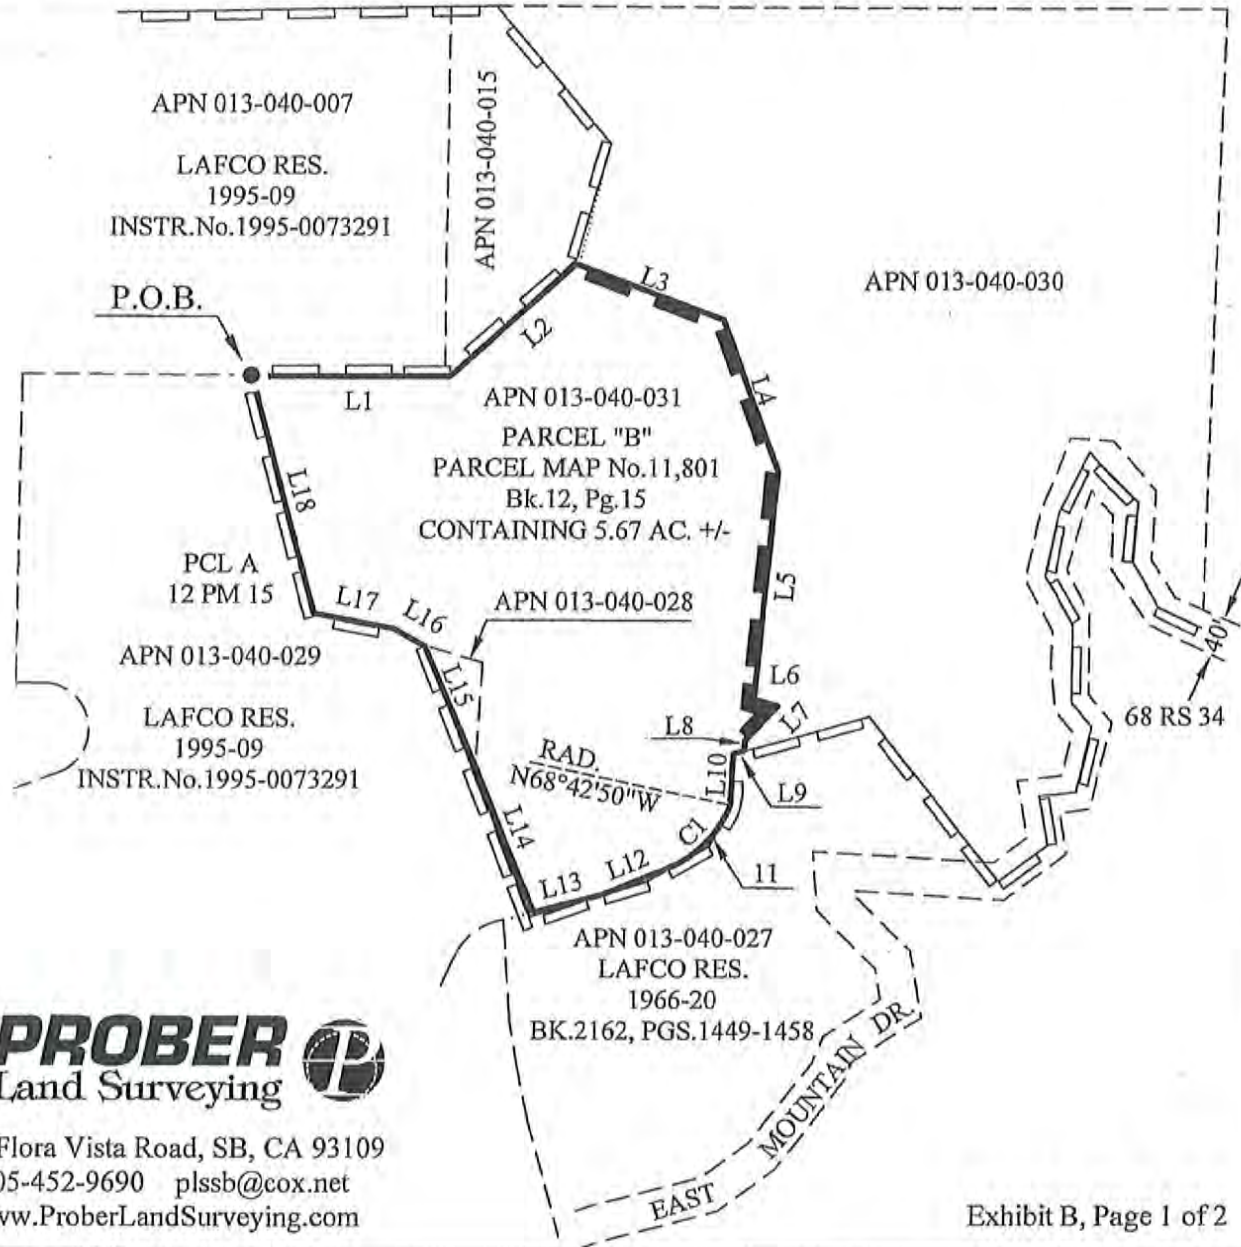 APN 013-040-007
LAFCO RES.
1995-09
INSTR.No.1995-0073291
APN 013-040-015
P.O.B.
L1
L2
L3
APN 013-040-030
L4
APN 013-040-031
PARCEL "B"
PARCEL MAP No.11,801
Bk.12, Pg.15
CONTAINING 5.67 AC. +/-
L18
PCL A
12 PM 15
L17
L16
APN 013-040-028
L5
APN 013-040-029
L15
L6
L7
40'
68 RS 34
LAFCO RES.
1995-09
INSTR.No.1995-0073291
L8
RAD.
N68°42'50"W
L10
L9
L14
C1
L13
L12
11
APN 013-040-027
LAFCO RES.
1966-20
BK.2162, PGS.1449-1458
EAST MOUNTAIN DR.
PROBER
P
Land Surveying
Flora Vista Road, SB, CA 93109
05-452-9690 plssb@cox.net
ww.ProberLandSurveying.com
Exhibit B, Page 1 of 2